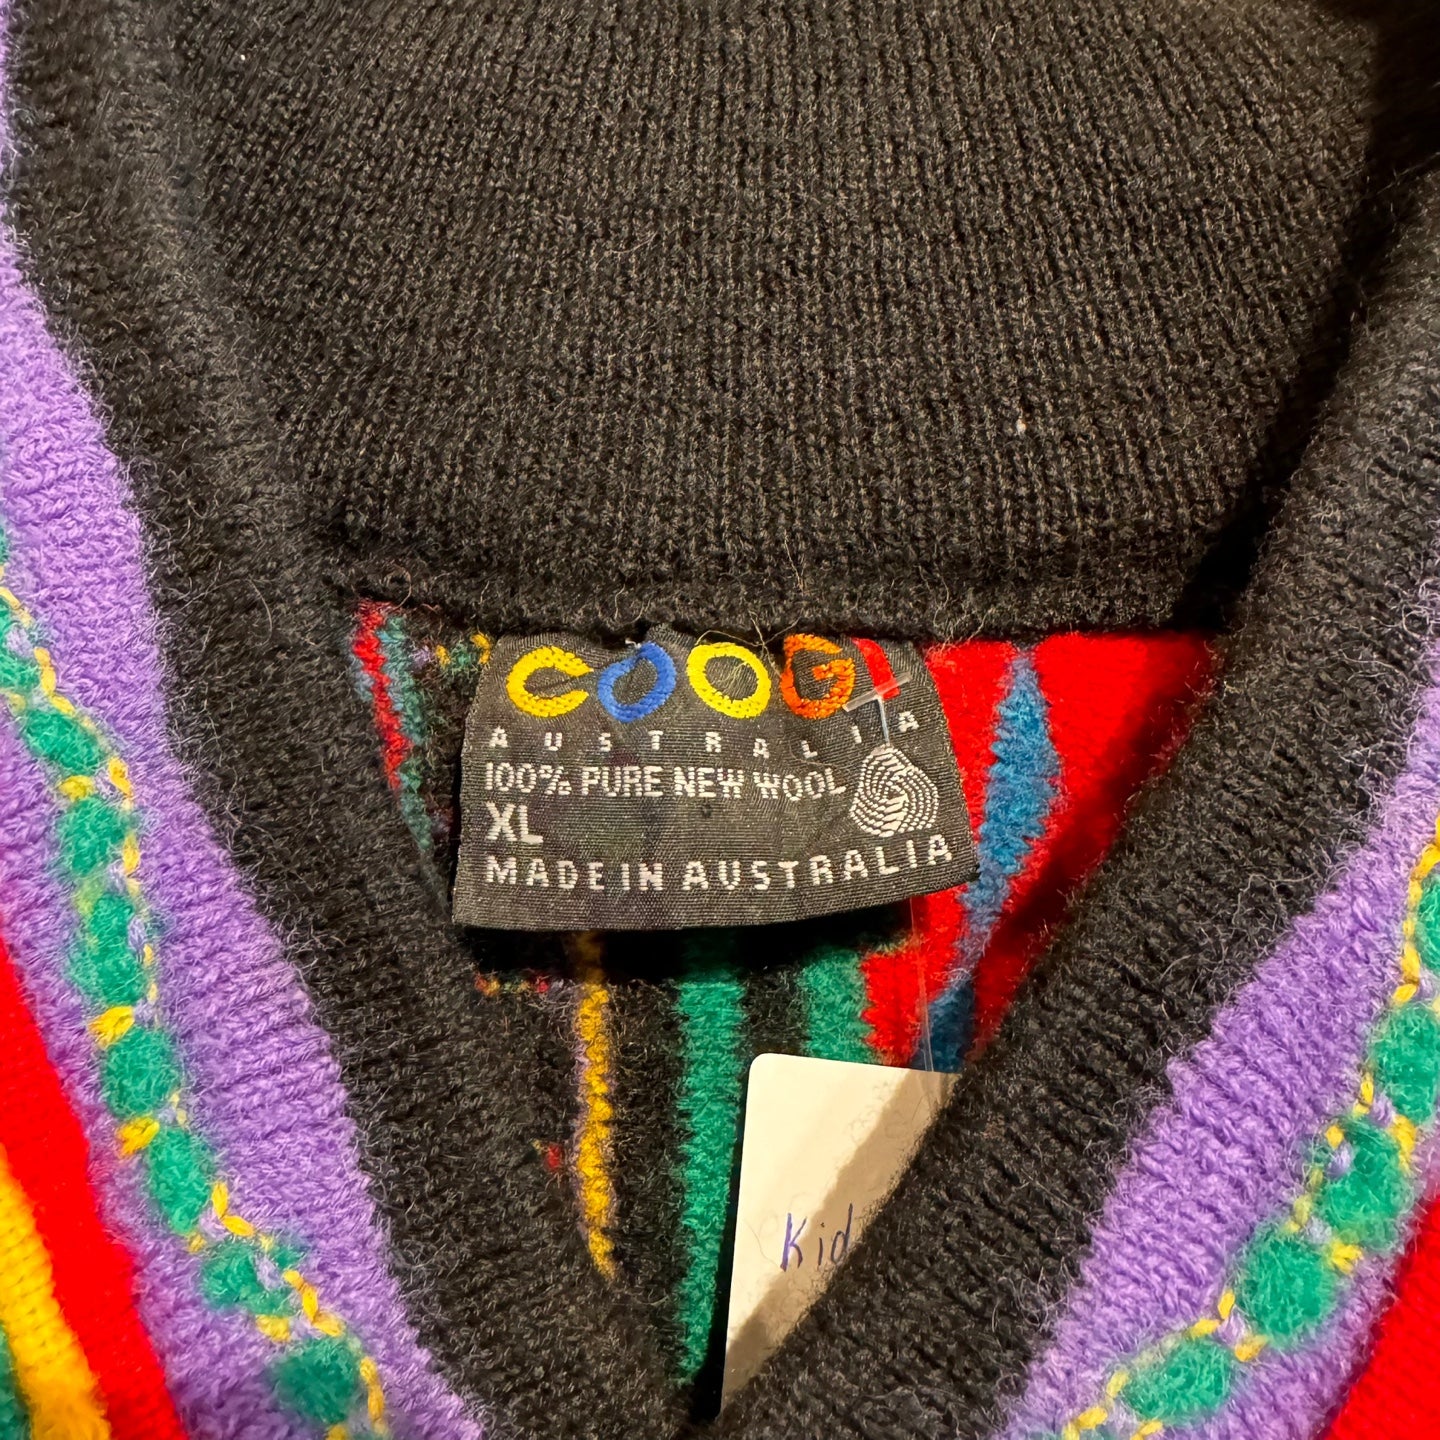 COOGI
AUSTRALIA
100% PURE NEW WOOL
XL
MADE IN AUSTRALIA
Kid